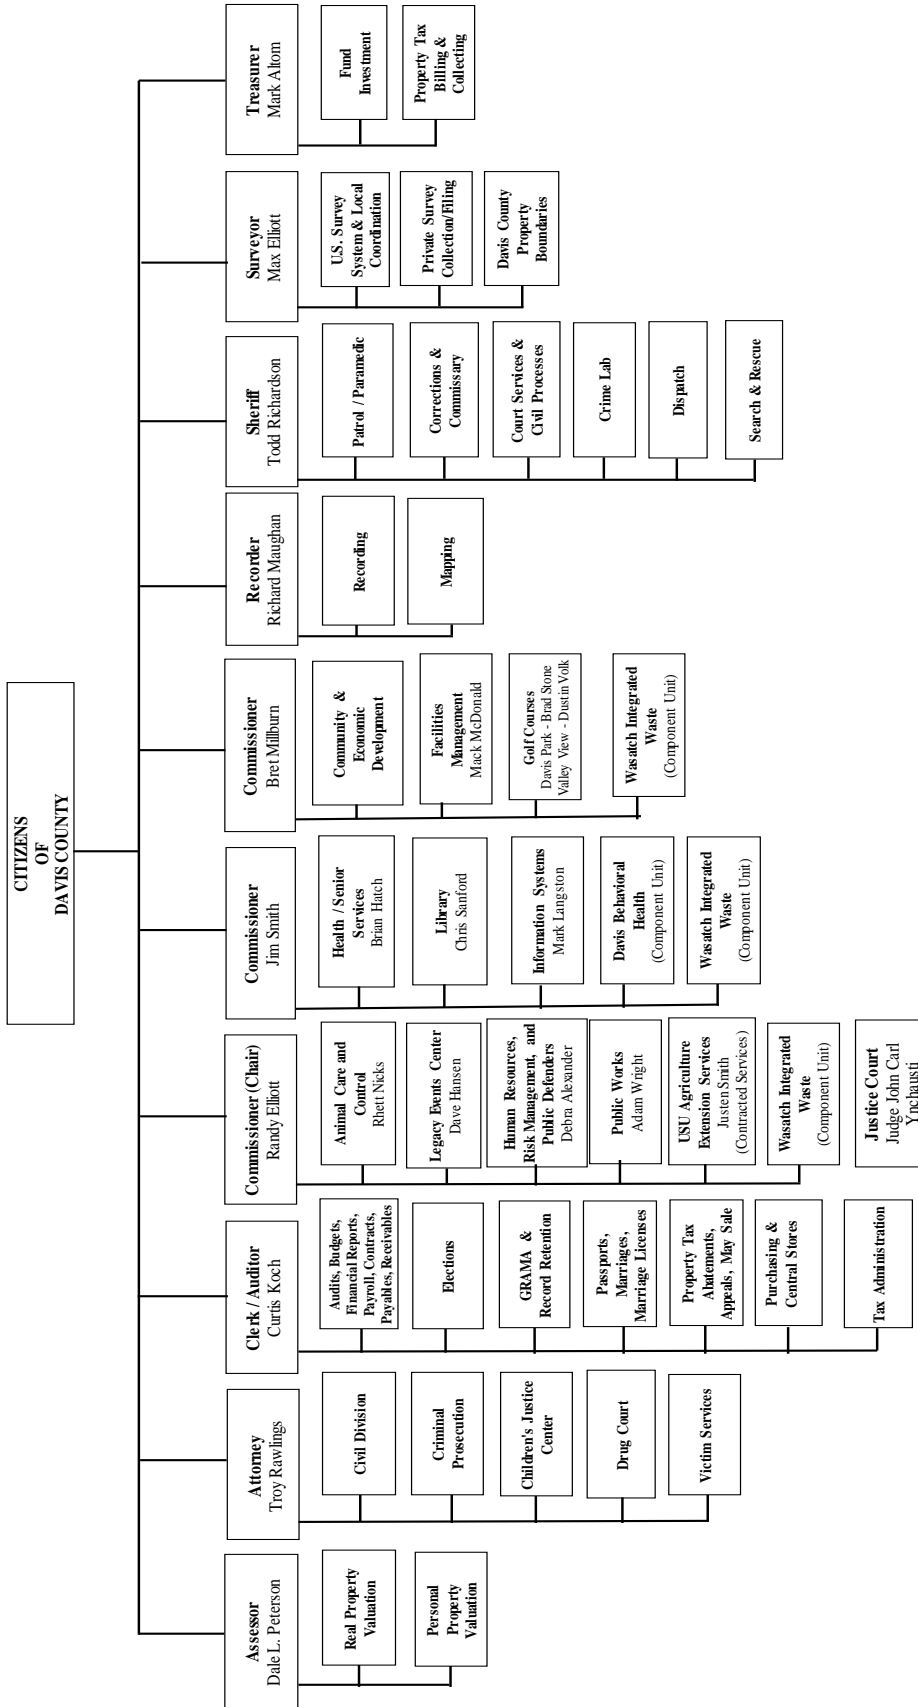 CITIZENS
OF
DAVIS COUNTY
Assessor
Dale L. Peterson
Real Property
Valuation
Personal
Property
Valuation
Attorney
Troy Rawlings
Civil Division
Criminal
Prosecution
Children's Justice
Center
Drug Court
Victim Services
Clerk / Auditor
Curtis Koch
Audits, Budgets,
Financial Reports,
Payroll, Contracts,
Payables, Receivables
Elections
GRAMA &
Record Retention
Passports,
Marriages,
Marriage Licenses
Property Tax
Abatements,
Appeals, May Sale
Purchasing &
Central Stores
Tax Administration
Commissioner (Chair)
Randy Elliott
Animal Care and
Control
Rhett Nicks
Legacy Events Center
Dave Hansen
Human Resources,
Risk Management, and
Public Defenders
Debra Alexander
Public Works
Adam Wright
USU Agriculture
Extension Services
Justen Smith
(Contracted Services)
Wasatch Integrated
Waste
(Component Unit)
Justice Court
Judge John Carl
Ynchausti
Commissioner
Jim Smith
Health / Senior
Services
Brian Hatch
Library
Chris Sanford
Information Systems
Mark Langston
Davis Behavioral
Health
(Component Unit)
Wasatch Integrated
Waste
(Component Unit)
Commissioner
Bret Millburn
Community &
Economic
Development
Facilities
Management
Mack McDonald
Golf Courses
Davis Park - Brad Stone
Valley View - Dustin Volk
Wasatch Integrated
Waste
(Component Unit)
Recorder
Richard Maughan
Recording
Mapping
Sheriff
Todd Richardson
Patrol / Paramedic
Corrections &
Commissary
Court Services &
Civil Processes
Crime Lab
Dispatch
Search & Rescue
Surveyor
Max Elliott
U.S. Survey
System & Local
Coordination
Private Survey
Collection/Filing
Davis County
Property
Boundaries
Treasurer
Mark Altom
Fund
Investment
Property Tax
Billing &
Collecting